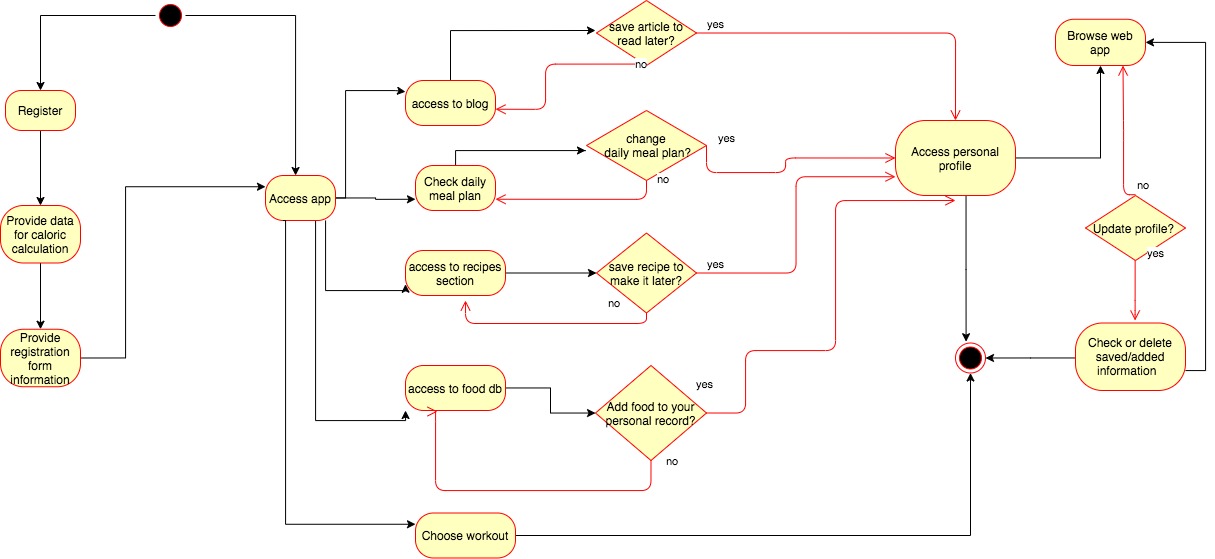 Register
Provide data
for caloric
calculation
Provide
registration
form
information
Access app
access to blog
save article to
read later?
yes
no
Check daily
meal plan
change
daily meal plan?
yes
no
access to recipes
section
save recipe to
make it later?
yes
no
access to food db
Add food to your
personal record?
yes
no
Choose workout
Access personal
profile
Browse web
app
no
Update profile?
yes
Check or delete
saved/added
information